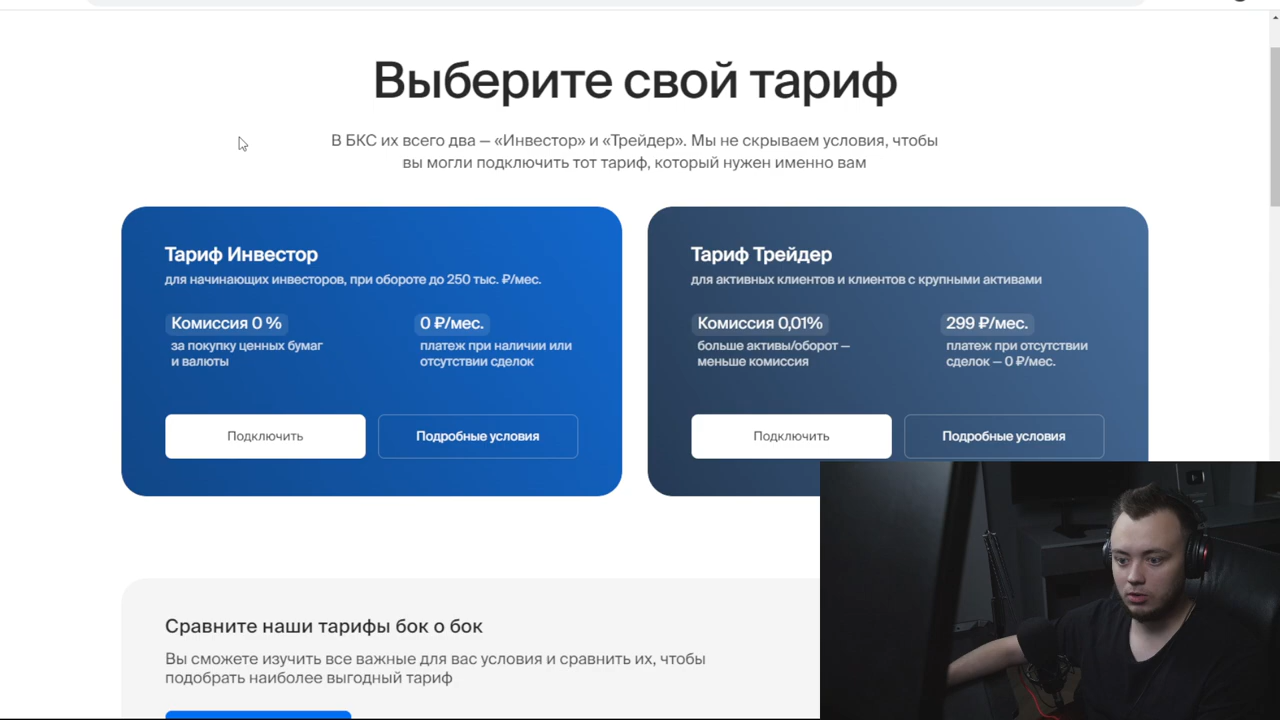 Выберите свой тариф
В БКС их всего два — «Инвестор» и «Трейдер». Мы не скрываем условия, чтобы
вы могли подключить тот тариф, который нужен именно вам
Тариф Инвестор
для начинающих инвесторов, при обороте до 250 тыс. ₽/мес.
Комиссия 0 %
за покупку ценных бумаг
и валюты
0 ₽/мес.
платеж при наличии или
отсутствии сделок
Подключить
Подробные условия
Тариф Трейдер
для активных клиентов и клиентов с крупными активами
Комиссия 0,01%
больше активы/оборот —
меньше комиссия
299 ₽/мес.
платеж при отсутствии
сделок — 0 ₽/мес.
Подключить
Подробные условия
Сравните наши тарифы бок о бок
Вы сможете изучить все важные для вас условия и сравнить их, чтобы
подобрать наиболее выгодный тариф